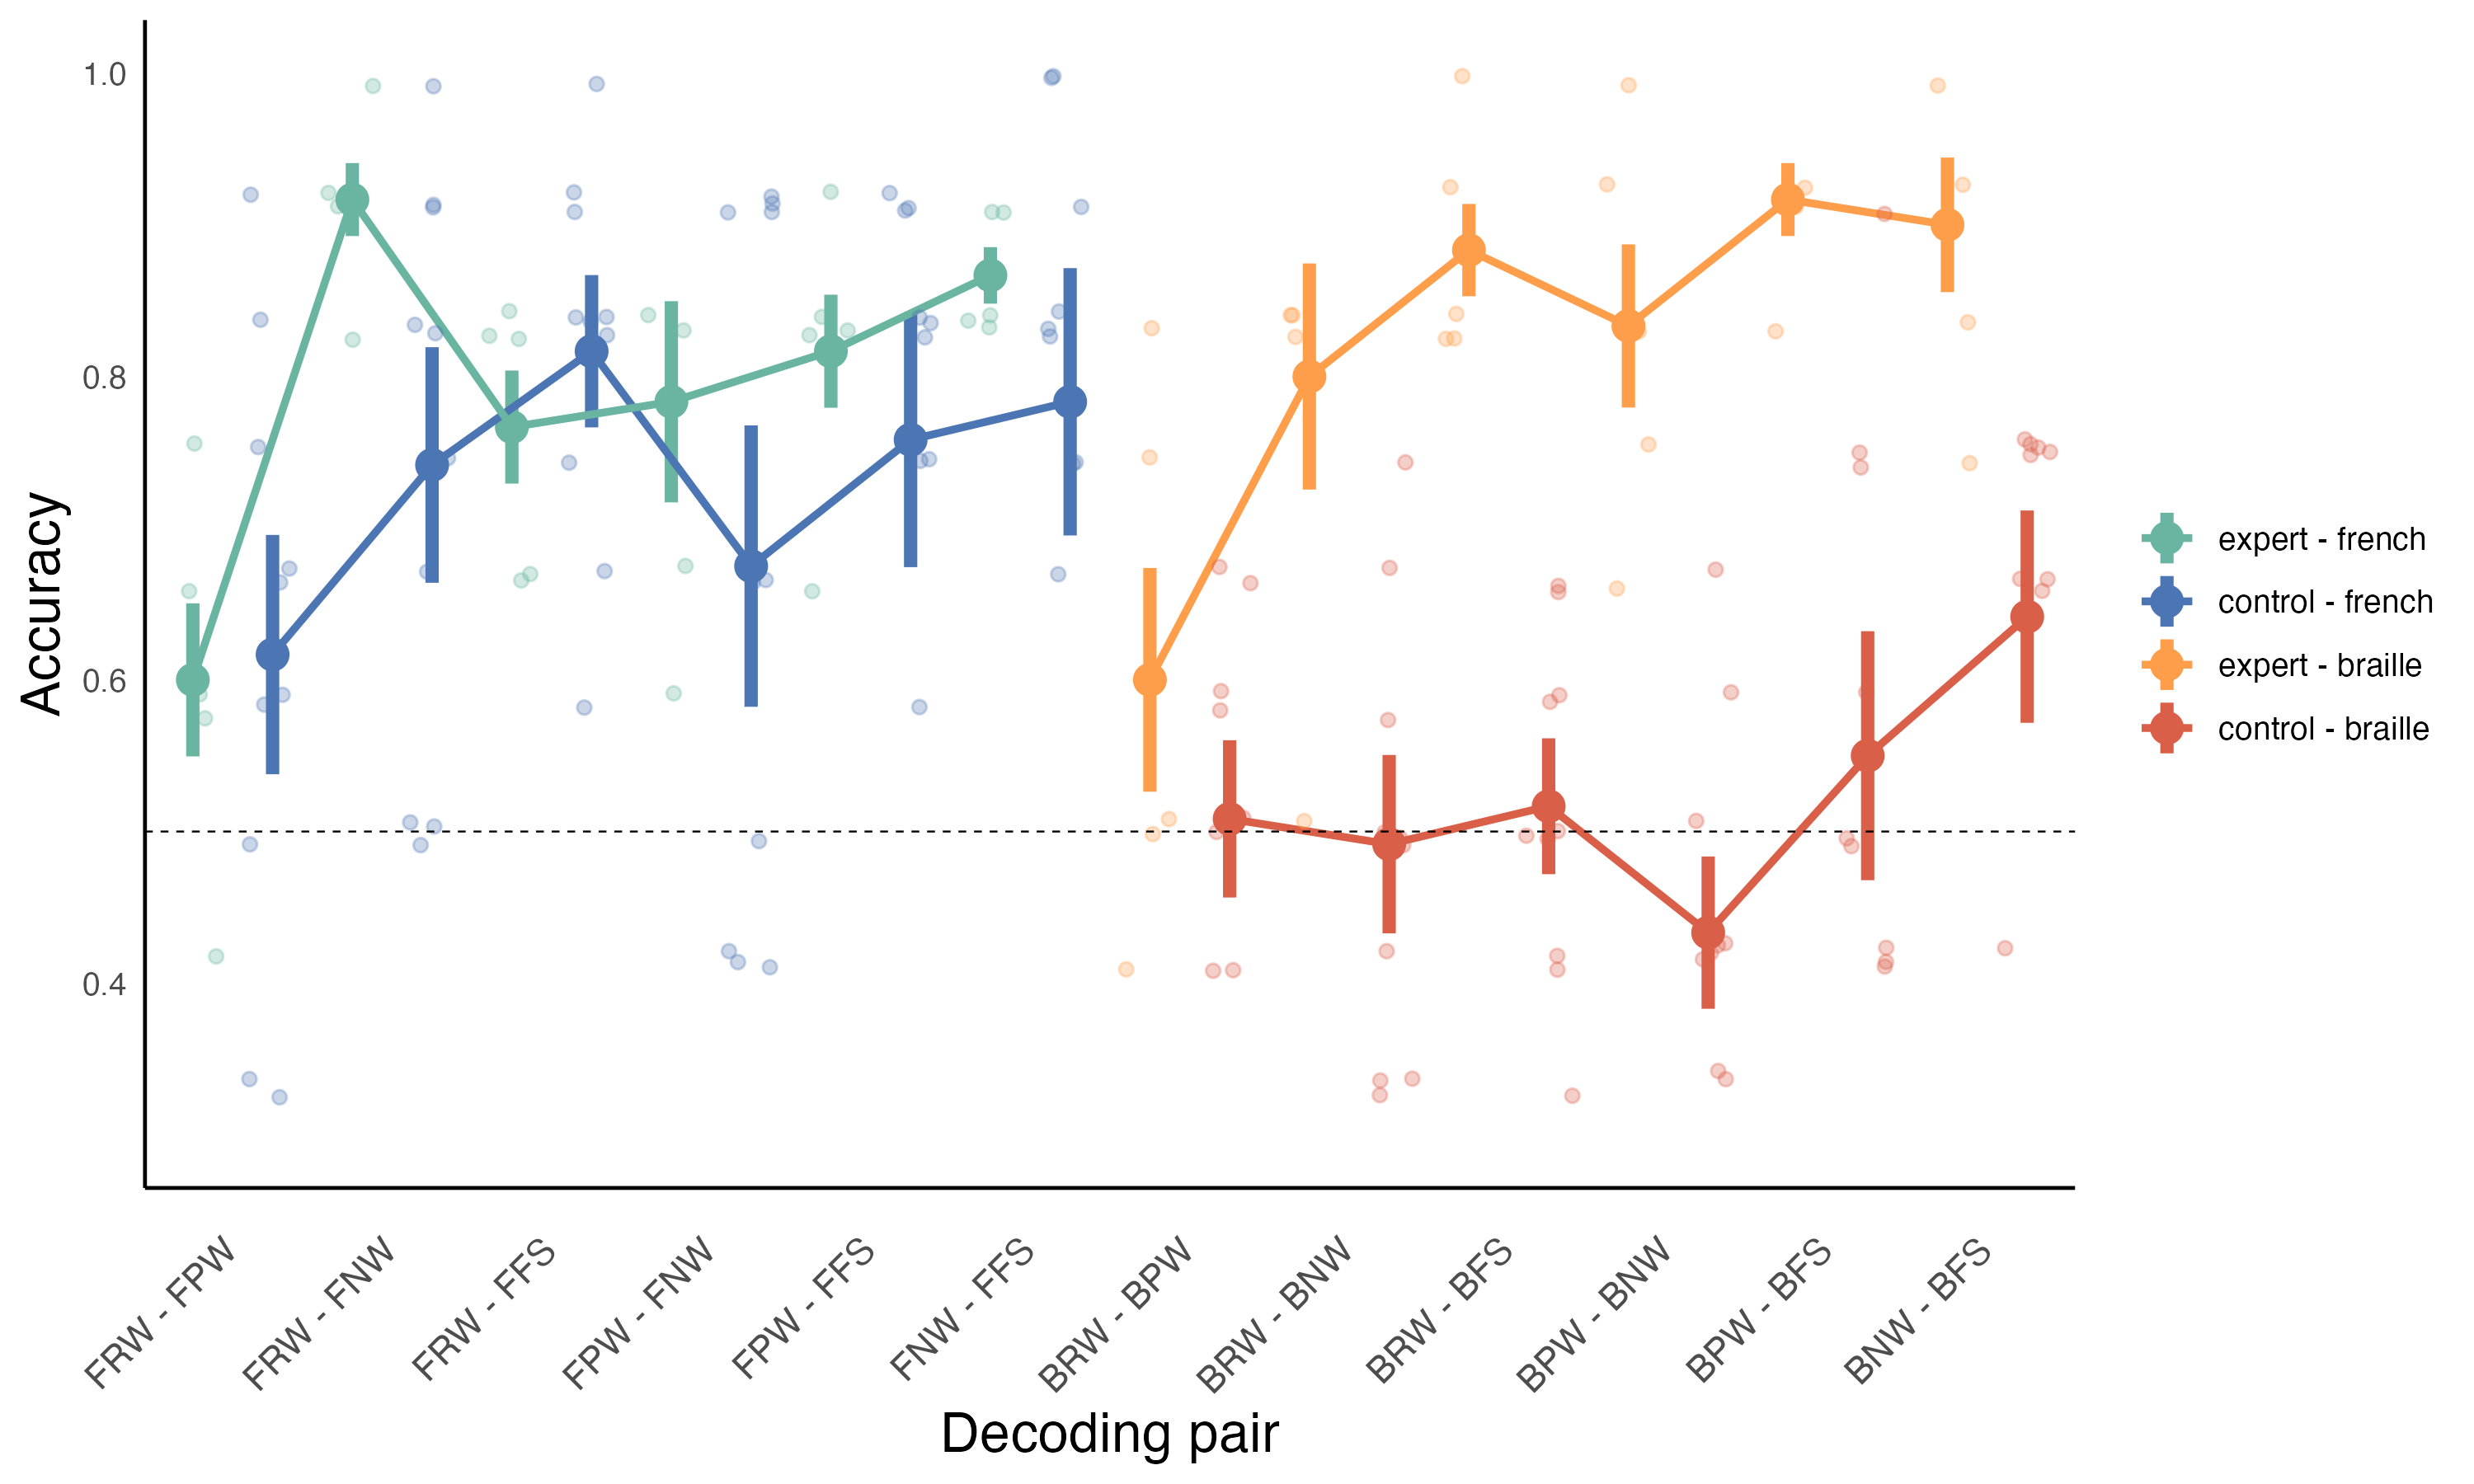 1.0
0.8
0.6
0.4
Accuracy
FRW - FPW
FRW - FNW
FRW - FFS
FPW - FNW
FPW - FFS
FNW - FFS
BRW - BPW
BRW - BNW
BRW - BFS
BPW - BNW
BPW - BFS
BNW - BFS
Decoding pair
expert - french
control - french
expert - braille
control - braille